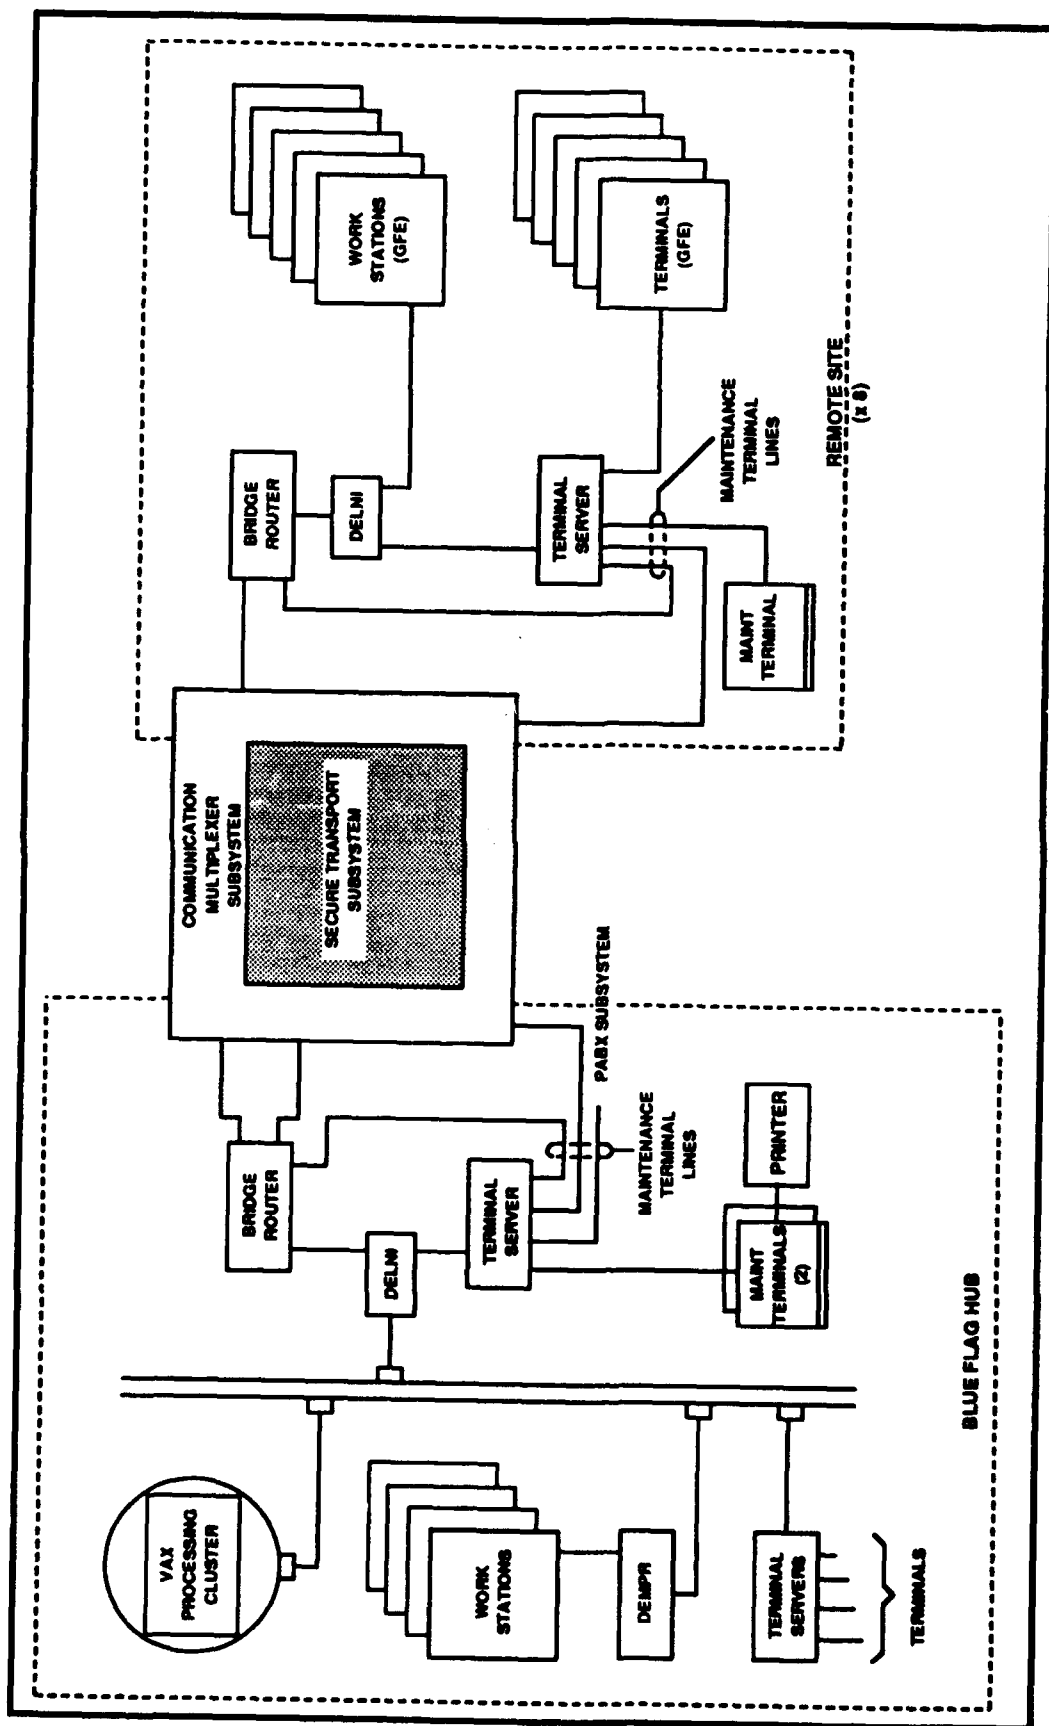 VAX
PROCESSING
CLUSTER
WORK
STATIONS
DEMPR
TERMINAL
SERVERS
TERMINALS
BRIDGE
ROUTER
DELNI
TERMINAL
SERVER
MAINT
TERMINALS
(2)
PRINTER
MAINTENANCE
TERMINAL
LINES
PABX SUBSYSTEM
BLUE FLAG HUB
COMMUNICATION
MULTIPLEXER
SUBSYSTEM
SECURE TRANSPORT
SUBSYSTEM
BRIDGE
ROUTER
DELNI
TERMINAL
SERVER
MAINT
TERMINAL
MAINTENANCE
TERMINAL
LINES
WORK
STATIONS
(GFE)
TERMINALS
(GFE)
REMOTE SITE
(x 8)